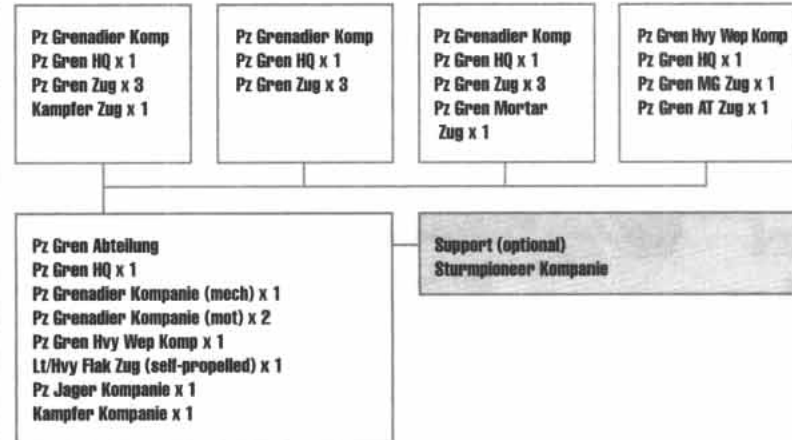 Pz Grenadier Komp
Pz Gren HQ x 1
Pz Gren Zug x 3
Kampfer Zug x 1
Pz Grenadier Komp
Pz Gren HQ x 1
Pz Gren Zug x 3
Pz Grenadier Komp
Pz Gren HQ x 1
Pz Gren Zug x 3
Pz Gren Mortar
Zug x 1
Pz Gren Hvy Wep Komp
Pz Gren HQ x 1
Pz Gren MG Zug x 1
Pz Gren AT Zug x 1
Pz Gren Abteilung
Pz Gren HQ x 1
Pz Grenadier Kompanie (mech) x 1
Pz Grenadier Kompanie (mot) x 2
Pz Gren Hvy Wep Komp x 1
Lt/Hvy Flak Zug (self-propelled) x 1
Pz Jager Kompanie x 1
Kampfer Kompanie x 1
Support (optional)
Sturmpioneer Kompanie